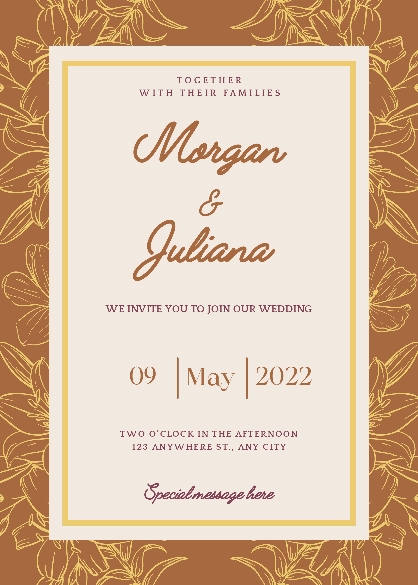 TOGETHER
WITH THEIR FAMILIES
Morgan
&
Juliana
WE INVITE YOU TO JOIN OUR WEDDING
09 | May | 2022
TWO O'CLOCK IN THE AFTERNOON
123 ANYWHERE ST., ANY CITY
Special message here